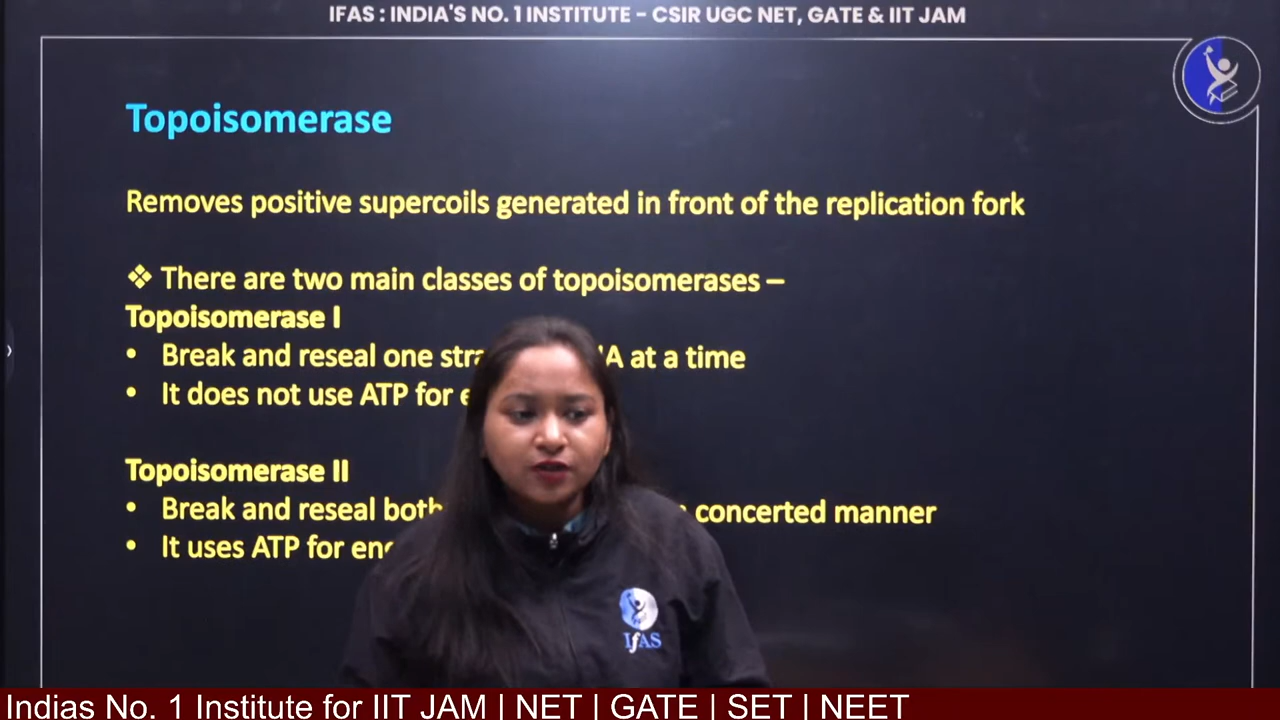 IFAS : INDIA'S NO. 1 INSTITUTE – CSIR UGC NET, GATE & IIT JAM
Topoisomerase
Removes positive supercoils generated in front of the replication fork
❖ There are two main classes of topoisomerases –
Topoisomerase I
• Break and reseal one at a time
• It does not use ATP for
Topoisomerase II
• Break and reseal both concerted manner
• It uses ATP for
IfAS
Indias No. 1 Institute for IIT JAM | NET | GATE | SET | NEET